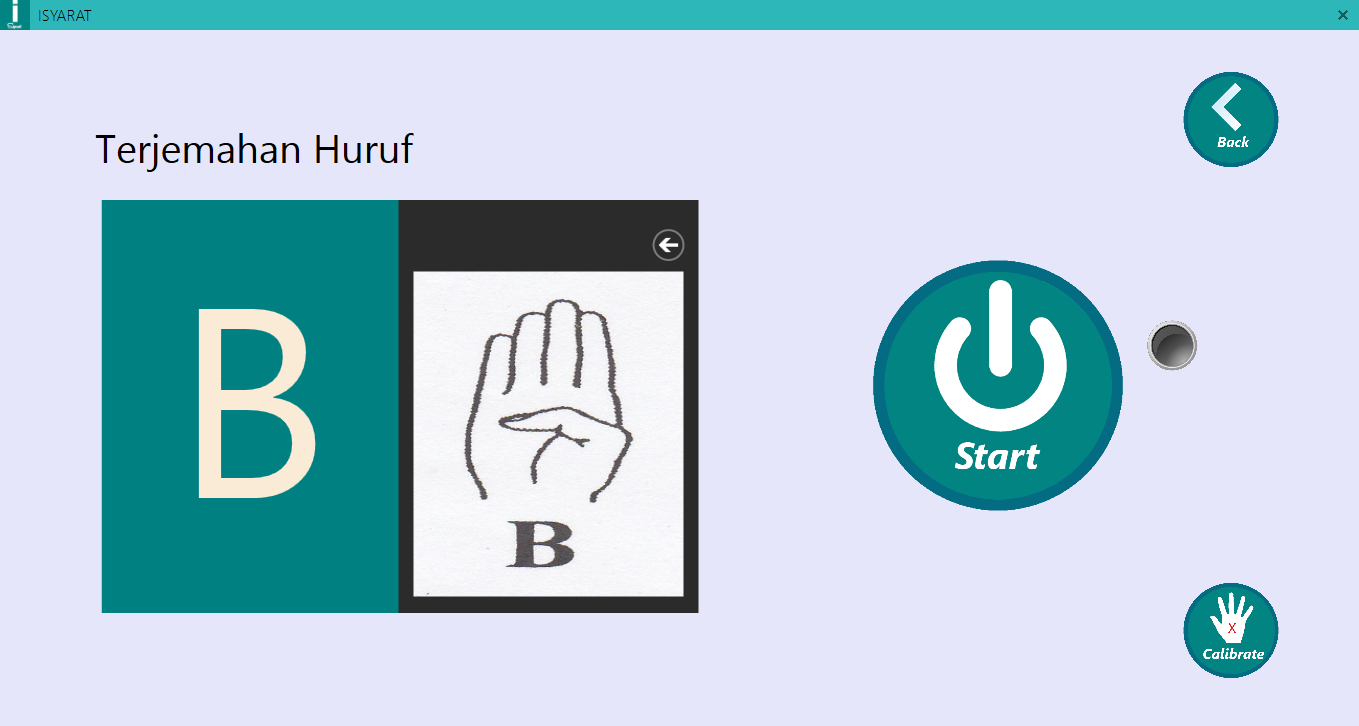 ISYARAT
Back
Terjemahan Huruf
B
B
Start
X
Calibrate